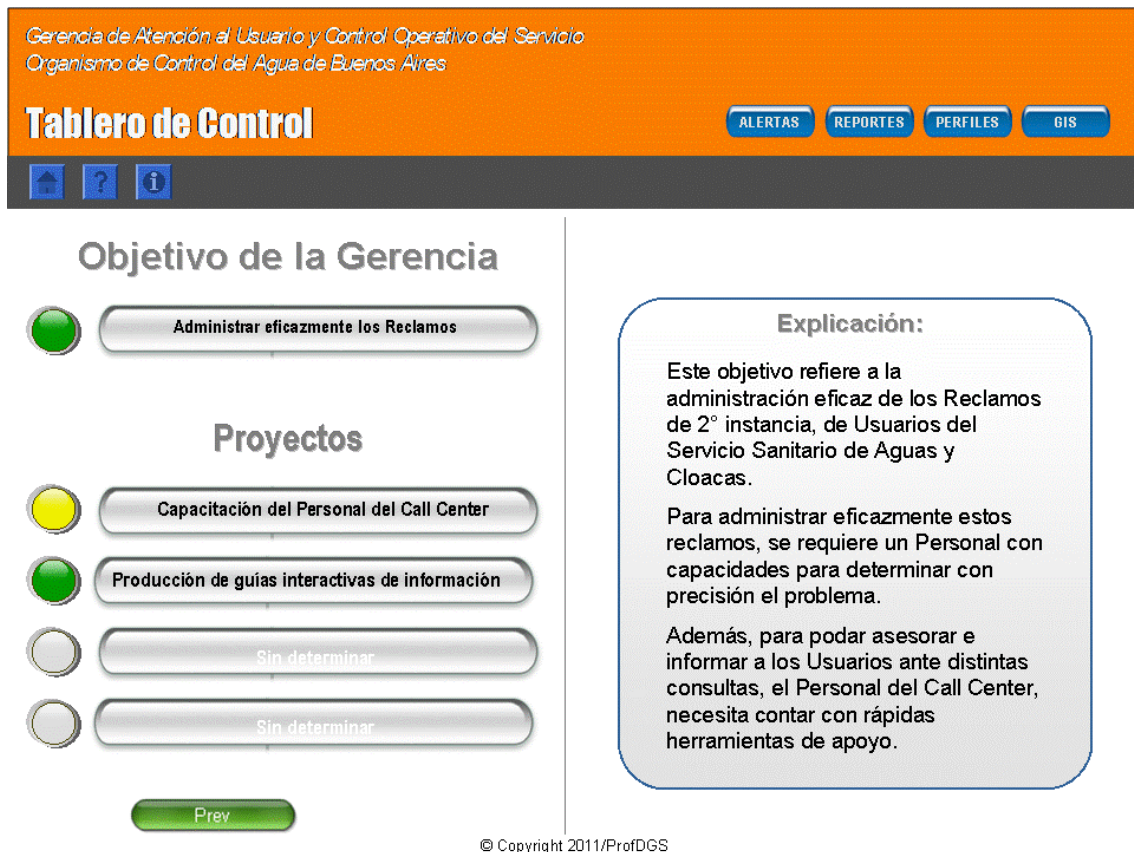 Gerencia de Atención al Usuario y Control Operativo del Servicio
Organismo de Control del Agua de Buenos Aires
Tablero de Control
ALERTAS
REPORTES
PERFILES
GIS
?
i
Objetivo de la Gerencia
Administrar eficazmente los Reclamos
Proyectos
Capacitación del Personal del Call Center
Producción de guías interactivas de información
Sin determinar
Sin determinar
Prev
Explicación:
Este objetivo refiere a la
administración eficaz de los Reclamos
de 2° instancia, de Usuarios del
Servicio Sanitario de Aguas y
Cloacas.
Para administrar eficazmente estos
reclamos, se requiere un Personal con
capacidades para determinar con
precisión el problema.
Además, para podar asesorar e
informar a los Usuarios ante distintas
consultas, el Personal del Call Center,
necesita contar con rápidas
herramientas de apoyo.
© Copyright 2011/ProfDGS